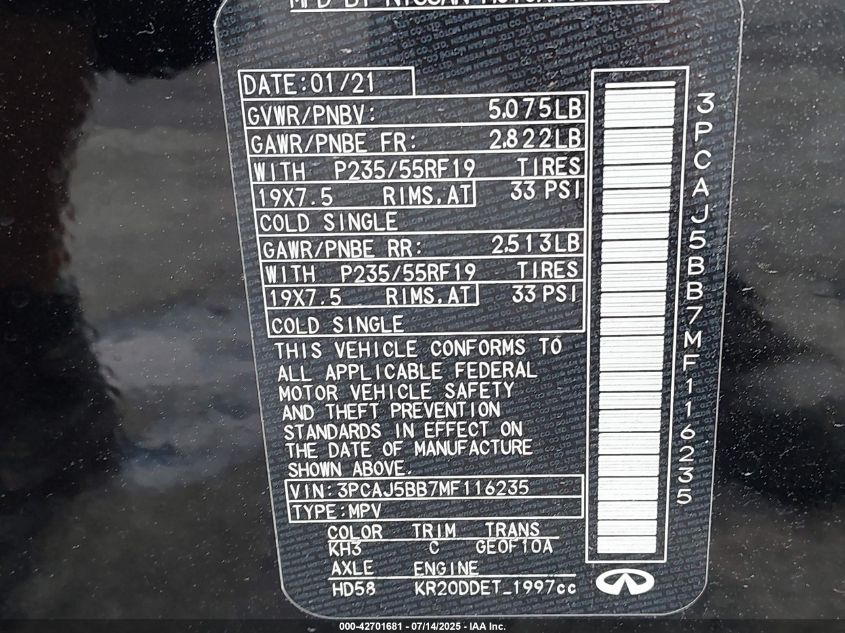 MFD BY NISSAN MOTOR
DATE:01/21
GVWR/PNBV: 5,075LB
GAWR/PNBE FR: 2,822LB
WITH P235/55RF19 TIRES
19X7.5 RIMS,AT 33 PSI
COLD SINGLE
GAWR/PNBE RR: 2,513LB
WITH P235/55RF19 TIRES
19X7.5 RIMS,AT 33 PSI
COLD SINGLE
THIS VEHICLE CONFORMS TO
ALL APPLICABLE FEDERAL
MOTOR VEHICLE SAFETY
AND THEFT PREVENTION
STANDARDS IN EFFECT ON
THE DATE OF MANUFACTURE
SHOWN ABOVE.
VIN:3PCAJ5BB7MF116235
TYPE:MPV
COLOR TRIM TRANS
KH3 C GE0F10A
AXLE ENGINE
HD58 KR20DDET_1997cc
3PCAJ5BB7MF116235
000-42701681 - 07/14/2025 - IAA Inc.